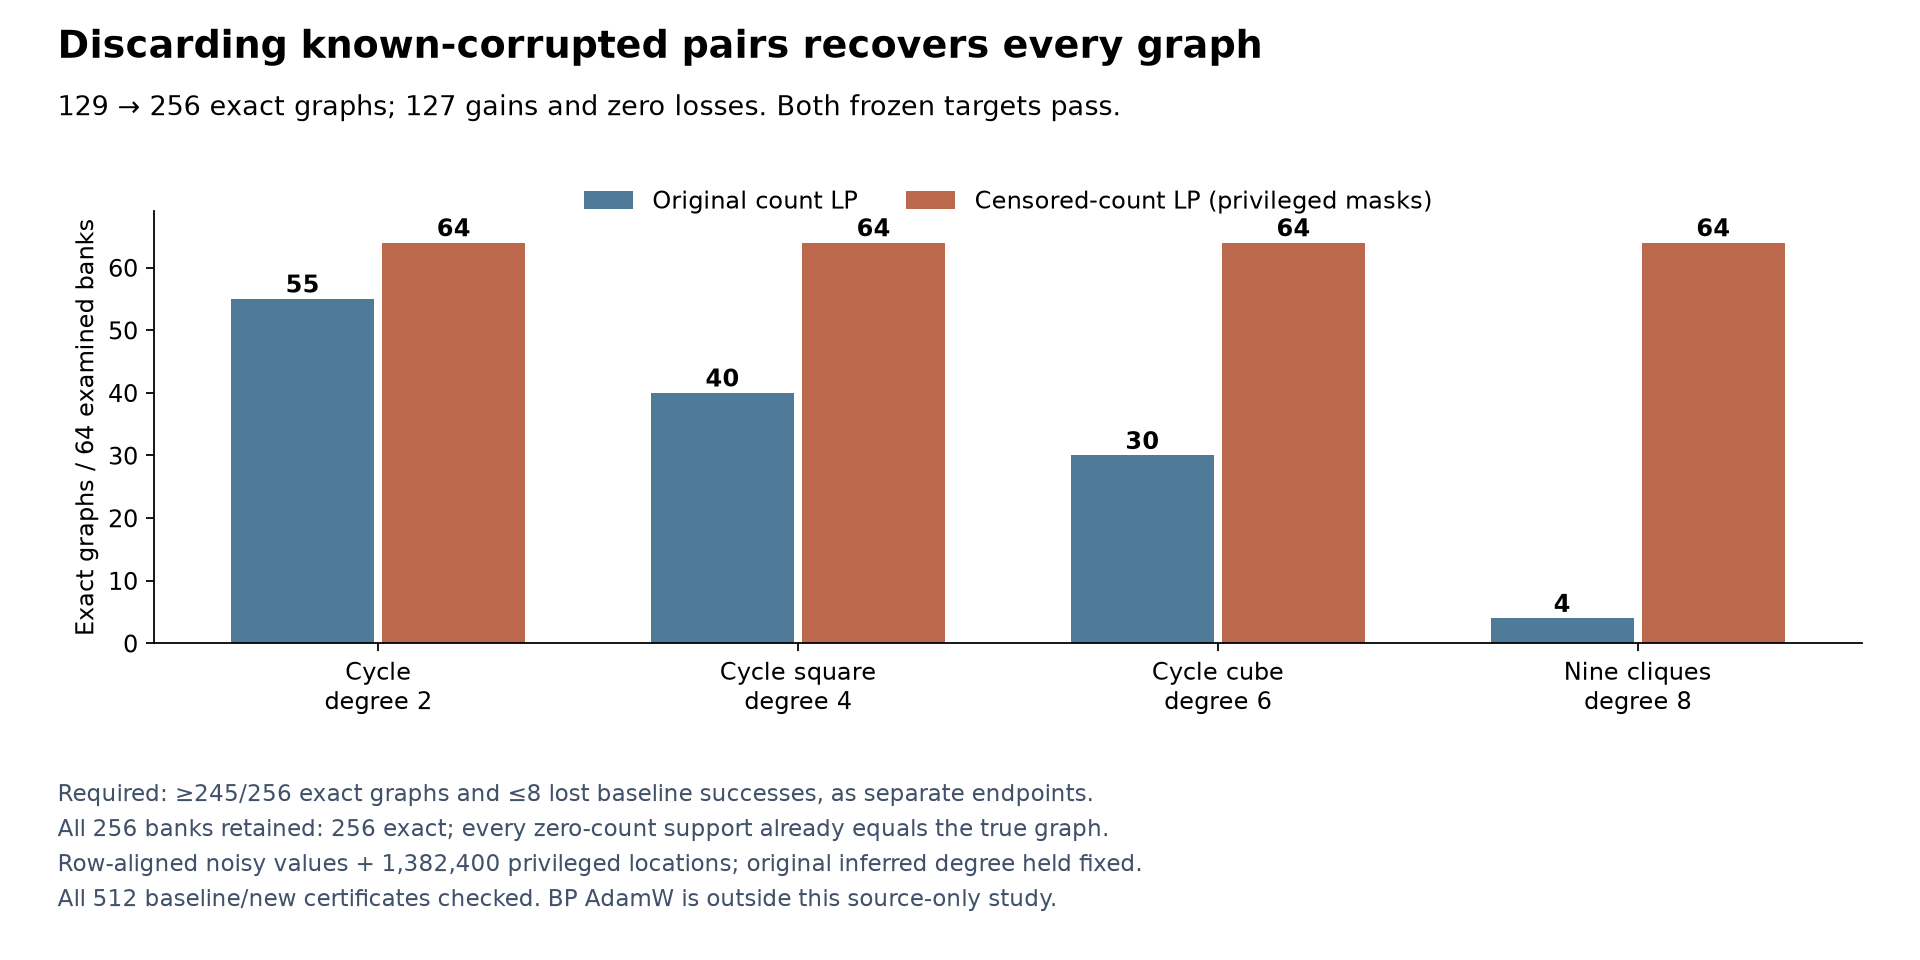 Discarding known-corrupted pairs recovers every graph
129 → 256 exact graphs; 127 gains and zero losses. Both frozen targets pass.
Original count LP
Censored-count LP (privileged masks)
Exact graphs / 64 examined banks
60
50
40
30
20
10
0
55
64
40
64
30
64
4
64
Cycle
degree 2
Cycle square
degree 4
Cycle cube
degree 6
Nine cliques
degree 8
Required: ≥245/256 exact graphs and ≤8 lost baseline successes, as separate endpoints.
All 256 banks retained: 256 exact; every zero-count support already equals the true graph.
Row-aligned noisy values + 1,382,400 privileged locations; original inferred degree held fixed.
All 512 baseline/new certificates checked. BP AdamW is outside this source-only study.